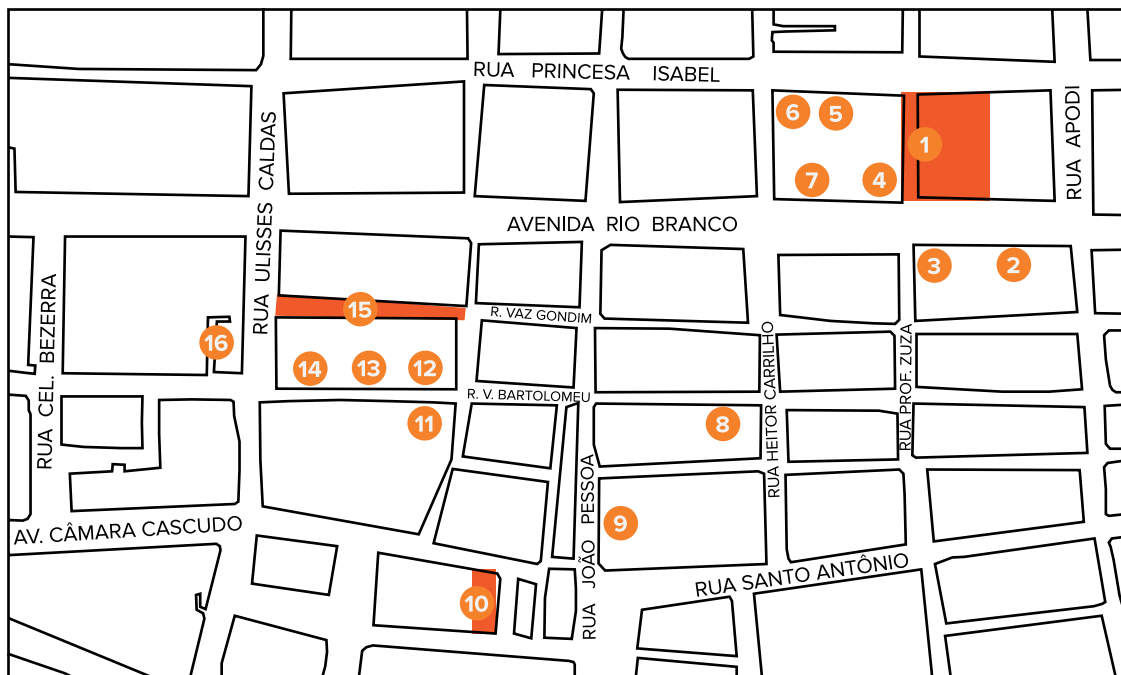 RUA PRINCESA ISABEL
6
5
1
RUA APODI
RUA ULISSES CALDAS
7
4
AVENIDA RIO BRANCO
3
2
RUA CEL. BEZERRA
15
R. VAZ GONDIM
16
14
13
12
RUA HEITOR CARRILHO
RUA PROF. ZUZA
R. V. BARTOLOMEU
11
8
RUA JOÃO PESSOA
9
AV. CÂMARA CASCUDO
RUA SANTO ANTÔNIO
10